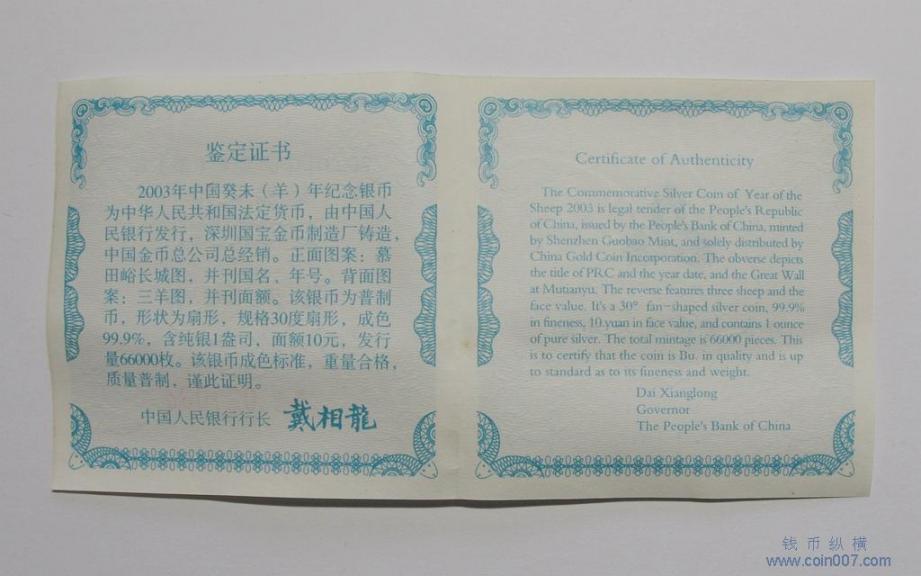 鉴定证书
2003年中国癸未（羊）年纪念银币
为中华人民共和国法定货币，由中国人
民银行发行，深圳国宝金币制造厂铸造，
中国金币总公司总经销。正面图案：慕
田峪长城图，并刊国名、年号。背面图
案：三羊图，并刊面额。该银币为普制
币，形状为扇形，规格30度扇形，成色
99.9%，含纯银1盎司，面额10元，发行
量66000枚。该银币成色标准，重量合格，
质量普制，谨此证明。
中国人民银行行长 戴相龍
Certificate of Authenticity
The Commemorative Silver Coin of Year of the
Sheep 2003 is legal tender of the People's Republic
of China, issued by the People's Bank of China, minted
by Shenzhen Guobao Mint, and solely distributed by
China Gold Coin Incorporation. The obverse depicts
the title of PRC and the year date, and the Great Wall
at Mutianyu. The reverse features three sheep and the
face value. It's a 30° fan-shaped silver coin, 99.9%
in fineness, 10 yuan in face value, and contains 1 ounce
of pure silver. The total mintage is 66000 pieces. This
is to certify that the coin is Bu. in quality and is up
to standard as to its fineness and weight.
Dai Xianglong
Governor
The People's Bank of China
钱币纵横
www.coin007.com